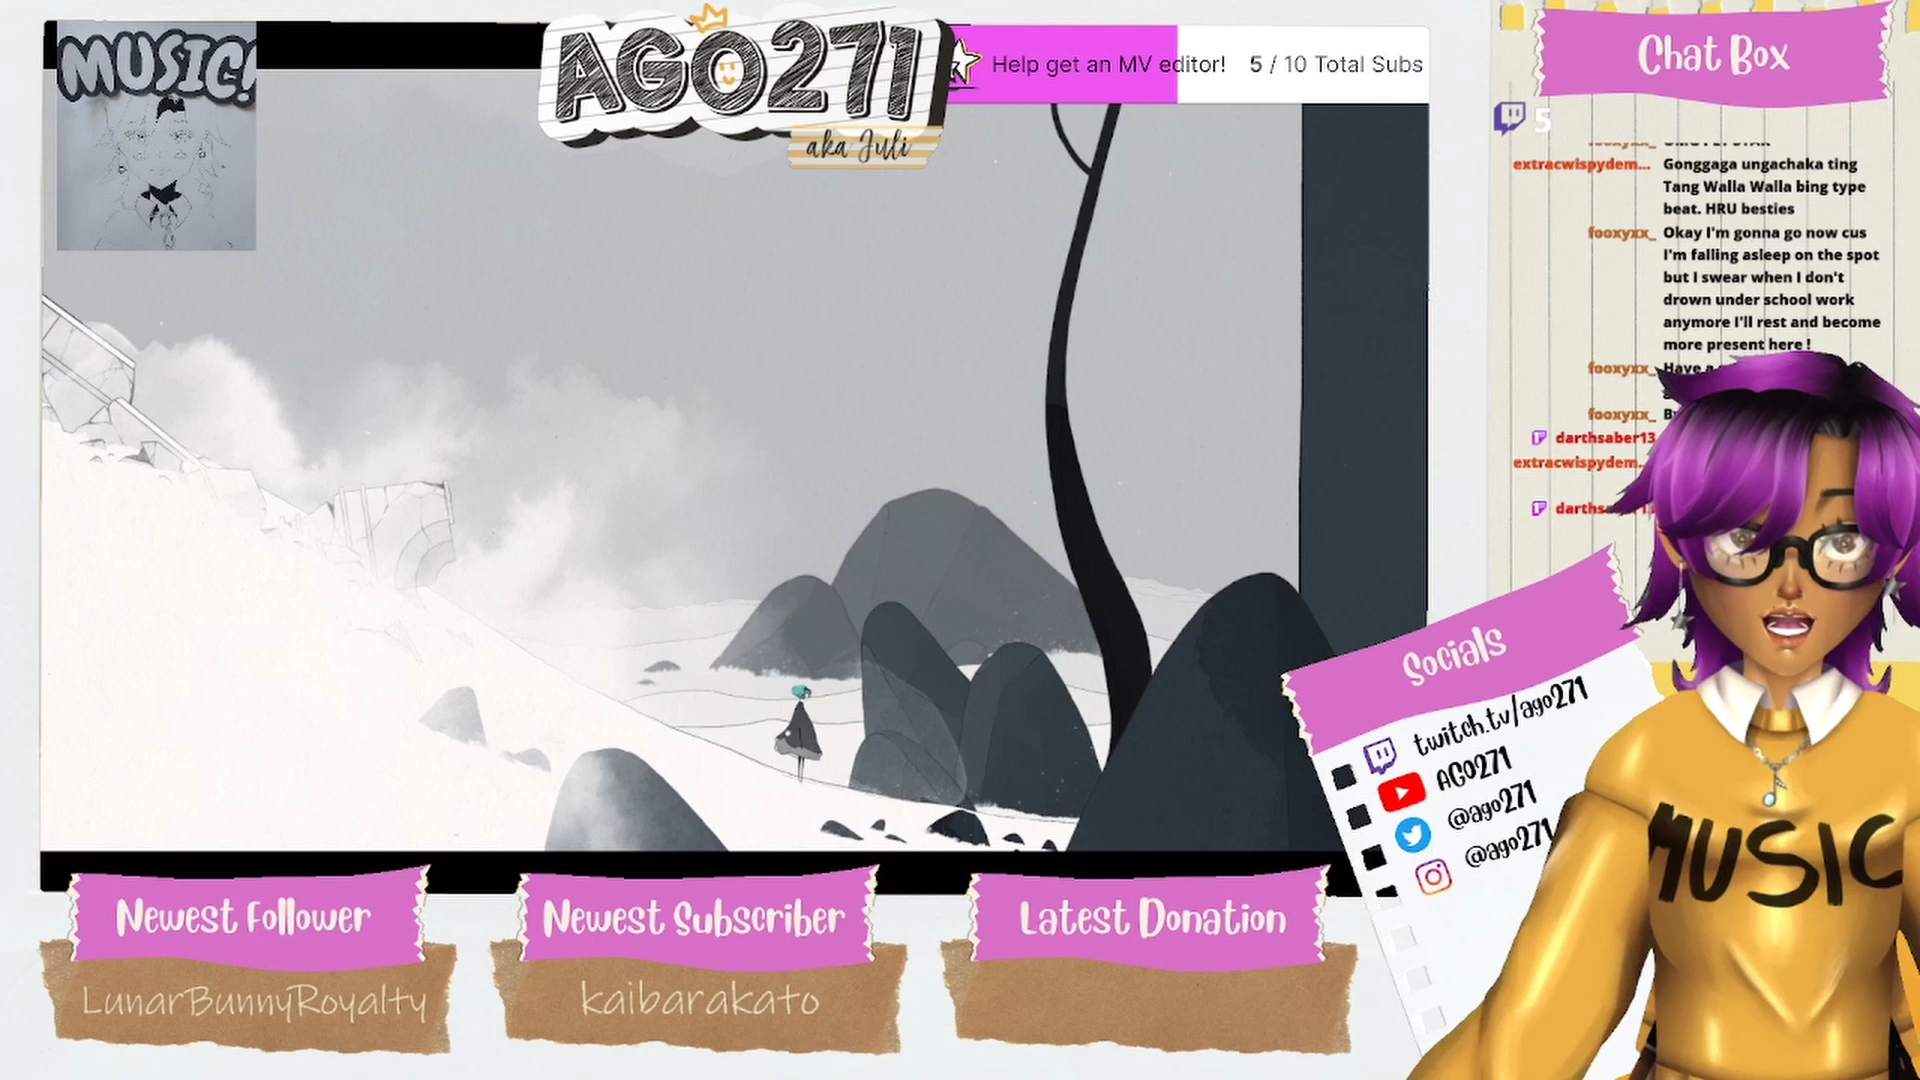 MUSIC!
AGO271
aka Juli
Help get an MV editor! 5 / 10 Total Subs
Chat Box
5
extracwispydem... Gonggaga ungachaka ting
Tang Walla Walla bing type
beat. HRU besties
fooxyxx_ Okay I'm gonna go now cus
I'm falling asleep on the spot
but I swear when I don't
drown under school work
anymore I'll rest and become
more present here !
fooxyxx_ Have a
fooxyxx_
darthsaber13
extracwispydem...
Socials
twitch.tv/ago271
AGO271
@ago271
@ago271
MUSIC
Newest Follower
LunarBunnyRoyalty
Newest Subscriber
kaibarakato
Latest Donation